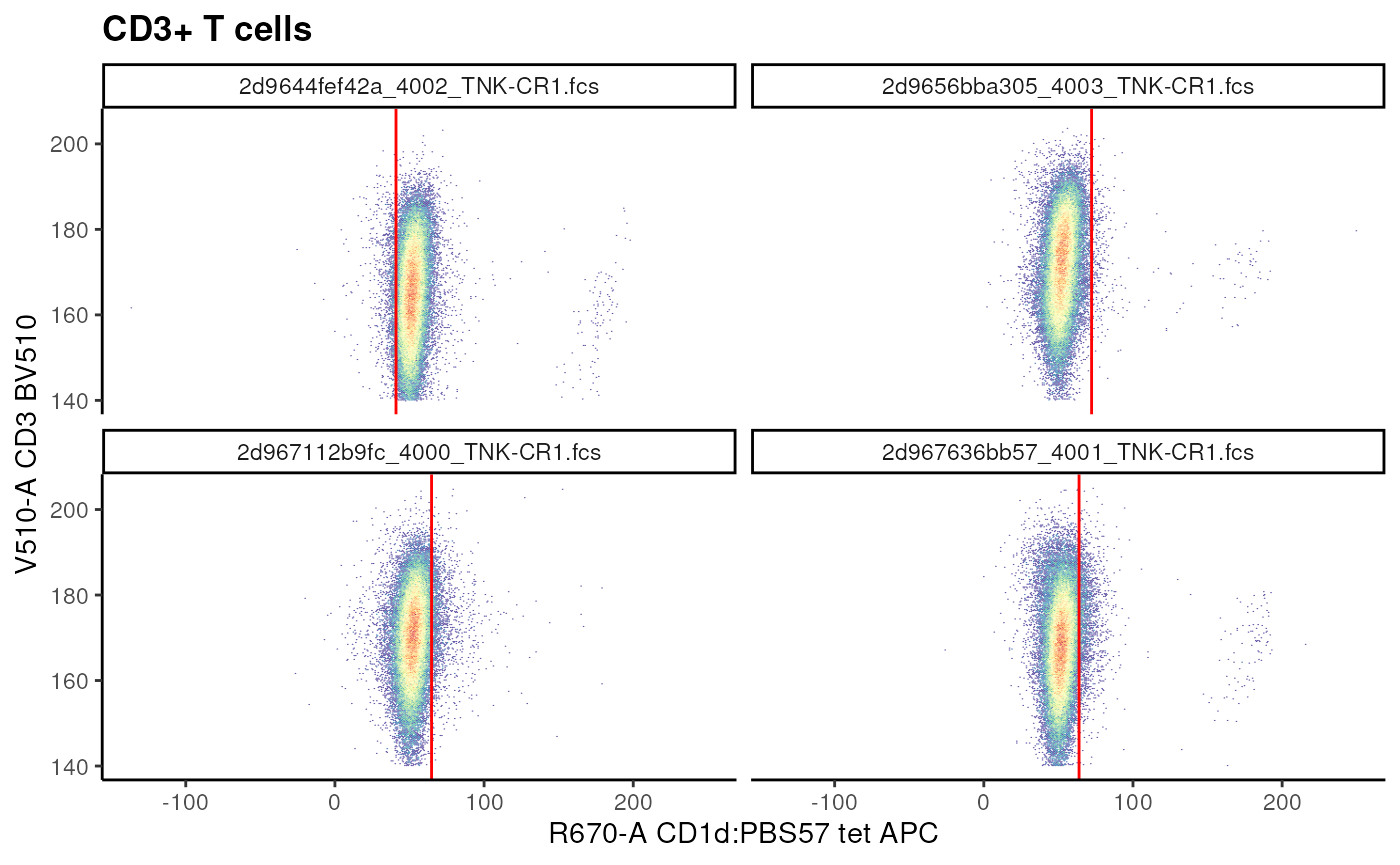 CD3+ T cells
2d9644fef42a_4002_TNK-CR1.fcs
2d9656bba305_4003_TNK-CR1.fcs
200
180
160
140
2d967112b9fc_4000_TNK-CR1.fcs
2d967636bb57_4001_TNK-CR1.fcs
200
180
160
140
V510-A CD3 BV510
-100 0 100 200
-100 0 100 200
R670-A CD1d:PBS57 tet APC